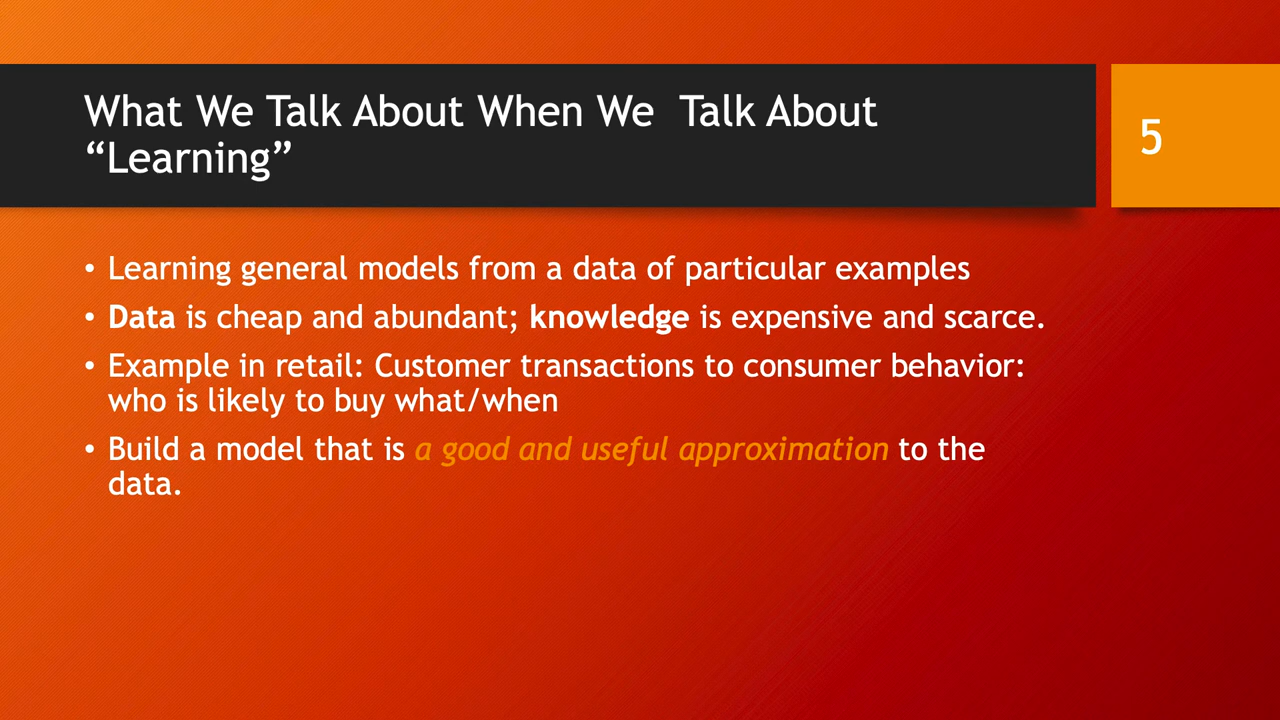 What We Talk About When We  Talk About
“Learning”
5
• Learning general models from a data of particular examples
• Data is cheap and abundant; knowledge is expensive and scarce.
• Example in retail: Customer transactions to consumer behavior:
who is likely to buy what/when
• Build a model that is a good and useful approximation to the
data.